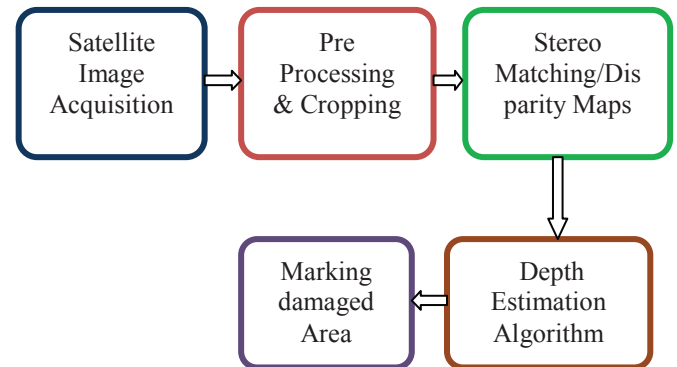 Satellite
Image
Acquisition
Pre
Processing
& Cropping
Stereo
Matching/Dis
parity Maps
Depth
Estimation
Algorithm
Marking
damaged
Area